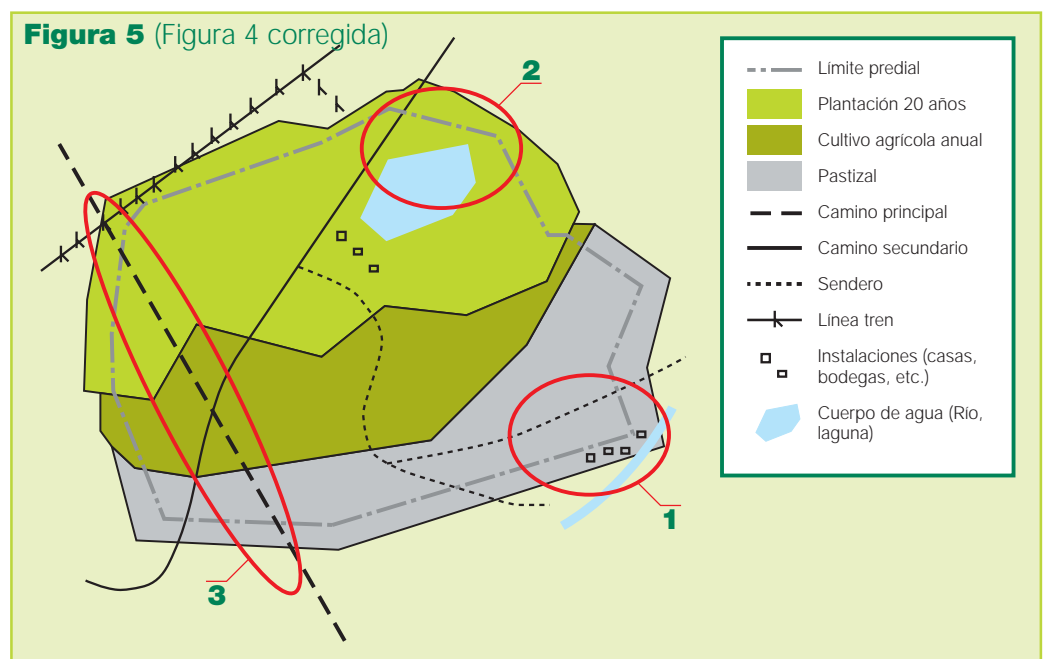 Figura 5 (Figura 4 corregida)
2
Límite predial
Plantación 20 años
Cultivo agrícola anual
Pastizal
Camino principal
Camino secundario
Sendero
Línea tren
Instalaciones (casas,
bodegas, etc.)
Cuerpo de agua (Río,
laguna)
1
3